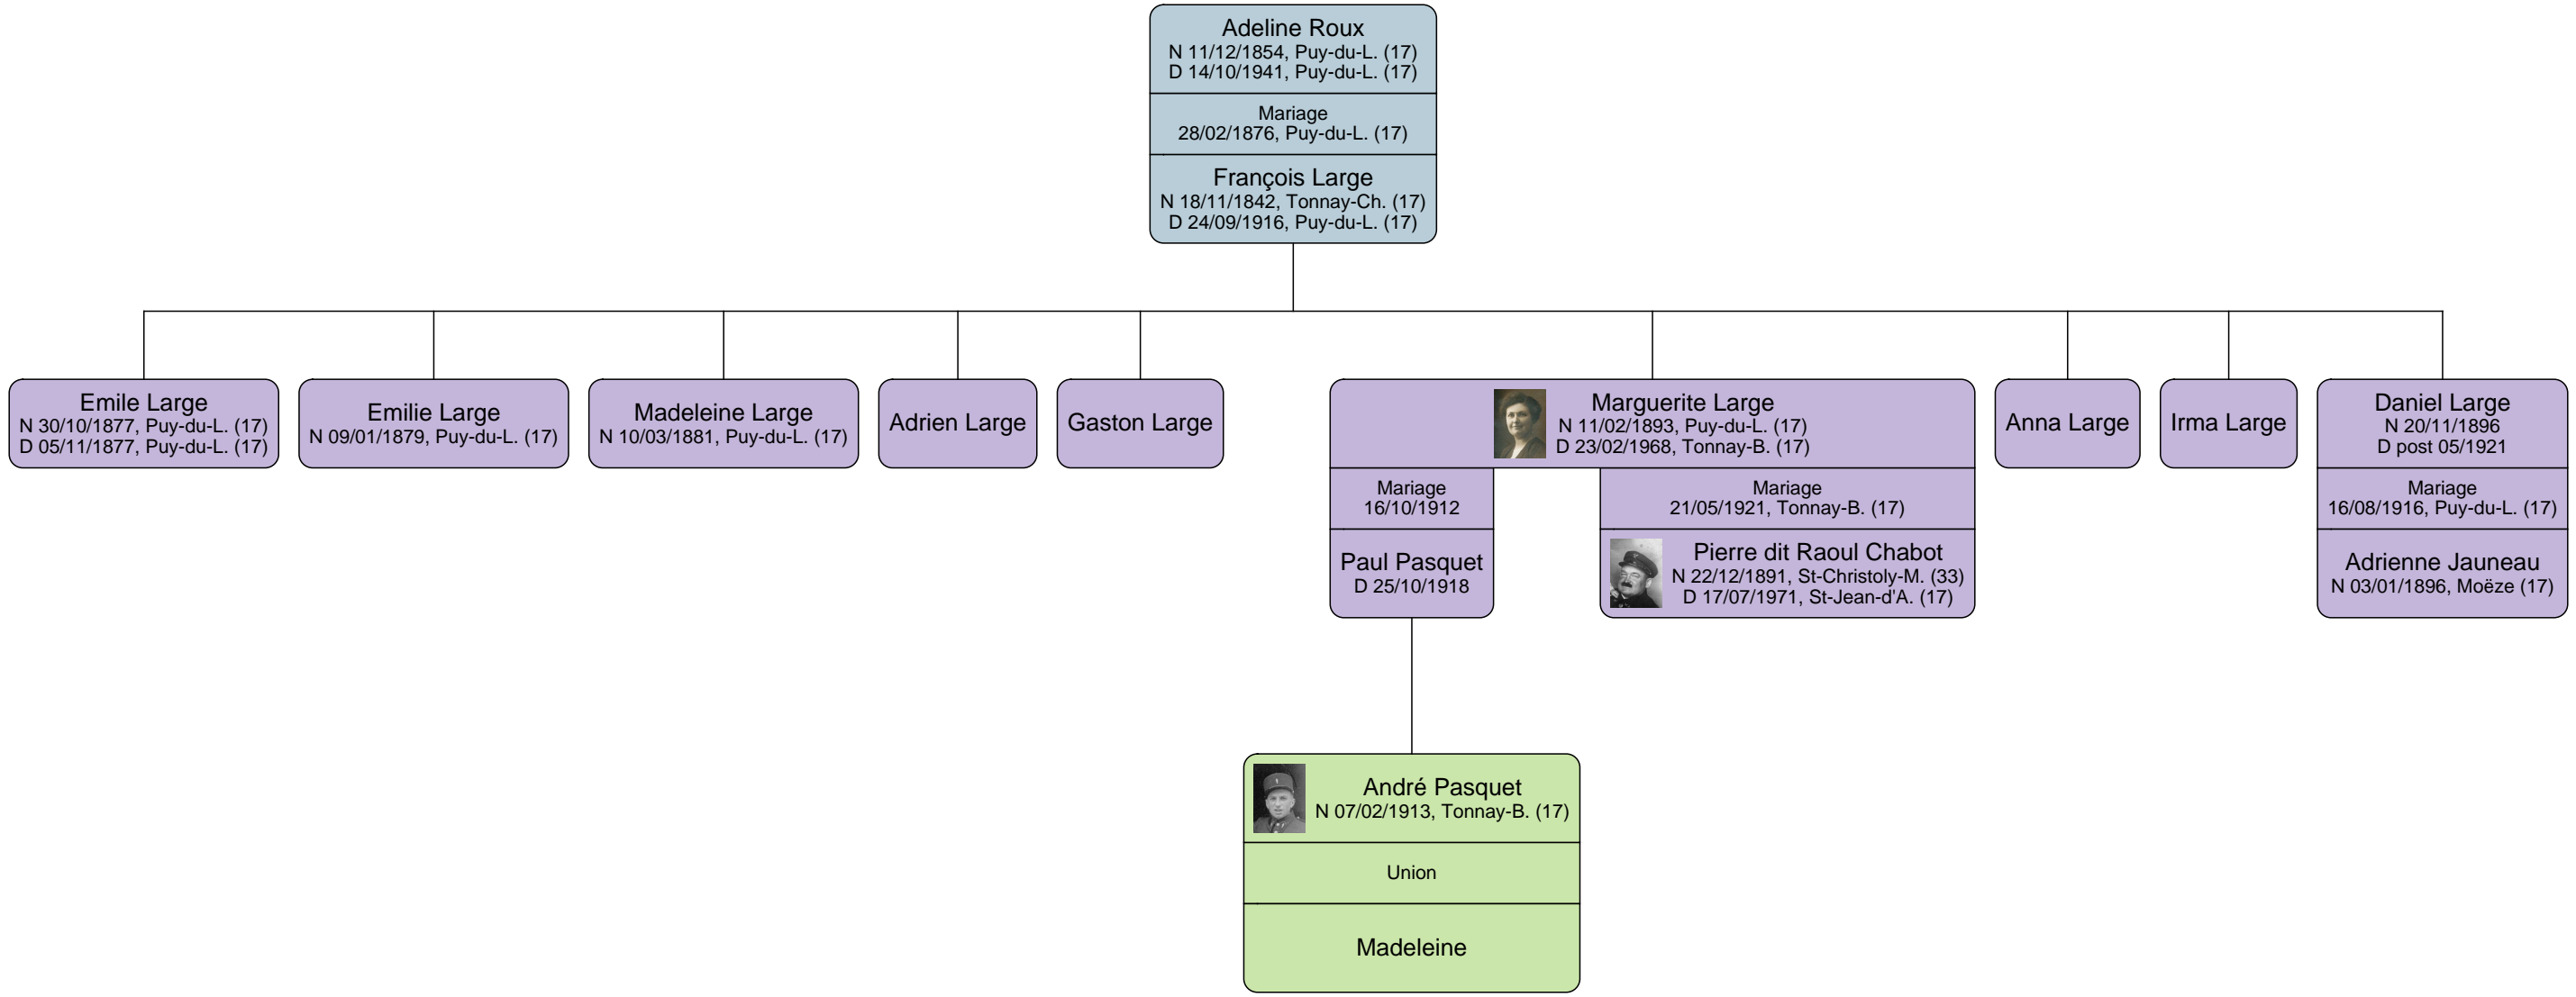 Adeline Roux
N 11/12/1854, Puy-du-L. (17)
D 14/10/1941, Puy-du-L. (17)
Mariage
28/02/1876, Puy-du-L. (17)
François Large
N 18/11/1842, Tonnay-Ch. (17)
D 24/09/1916, Puy-du-L. (17)
Emile Large
N 30/10/1877, Puy-du-L. (17)
D 05/11/1877, Puy-du-L. (17)
Emilie Large
N 09/01/1879, Puy-du-L. (17)
Madeleine Large
N 10/03/1881, Puy-du-L. (17)
Adrien Large
Gaston Large
Marguerite Large
N 11/02/1893, Puy-du-L. (17)
D 23/02/1968, Tonnay-B. (17)
Mariage
16/10/1912
Paul Pasquet
D 25/10/1918
Mariage
21/05/1921, Tonnay-B. (17)
Pierre dit Raoul Chabot
N 22/12/1891, St-Christoly-M. (33)
D 17/07/1971, St-Jean-d'A. (17)
Anna Large
Irma Large
Daniel Large
N 20/11/1896
D post 05/1921
Mariage
16/08/1916, Puy-du-L. (17)
Adrienne Jauneau
N 03/01/1896, Moëze (17)
André Pasquet
N 07/02/1913, Tonnay-B. (17)
Union
Madeleine